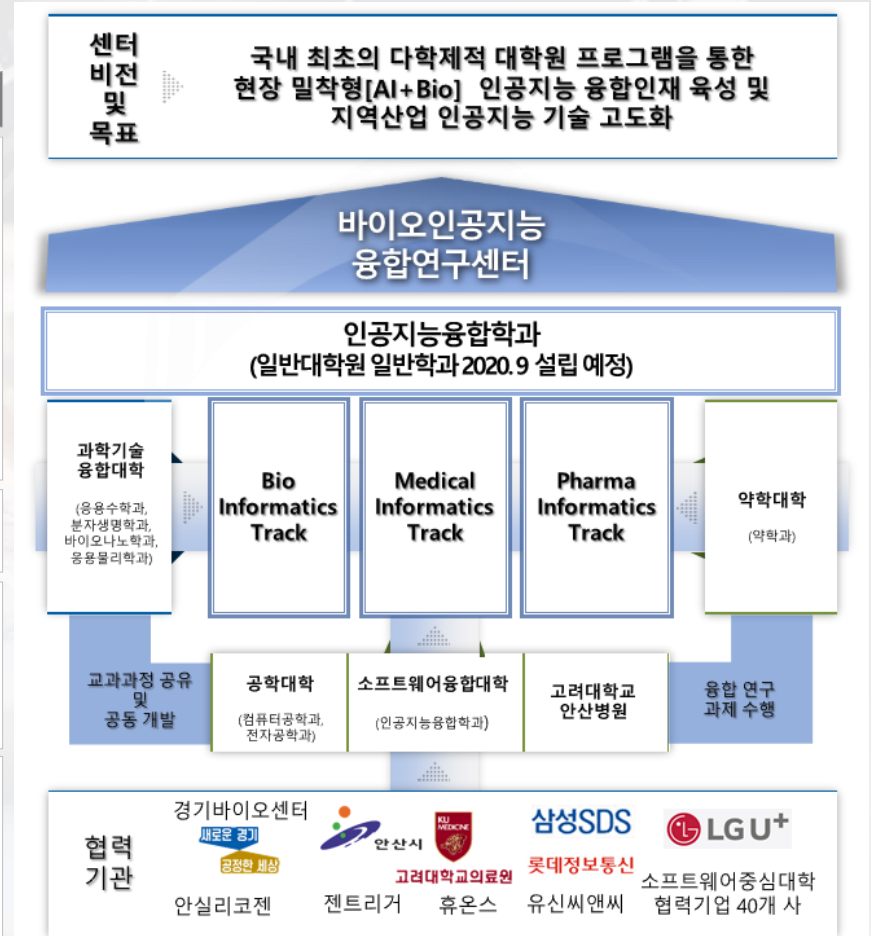 센터
비전
및
목표
국내 최초의 다학제적 대학원 프로그램을 통한
현장 밀착형[AI+Bio] 인공지능 융합인재 육성 및
지역산업 인공지능 기술 고도화
바이오인공지능
융합연구센터
인공지능융합학과
(일반대학원 일반학과 2020. 9 설립 예정)
과학기술
융합대학
(응용수학과,
분자생명학과,
바이오나노학과,
응용물리학과)
Bio
Informatics
Track
Medical
Informatics
Track
Pharma
Informatics
Track
약학대학
(약학과)
교과과정 공유
및
공동 개발
공학대학
(컴퓨터공학과,
전자공학과)
소프트웨어융합대학
(인공지능융합학과)
고려대학교
안산병원
융합 연구
과제 수행
협력
기관
경기바이오센터
새로운 경기
공정한 세상
안산시
KU
MEDICINE
고려대학교의료원
삼성SDS
롯데정보통신
LG U+
안실리코젠
젠트리거
휴온스
유신씨앤씨
소프트웨어중심대학
협력기업 40개 사